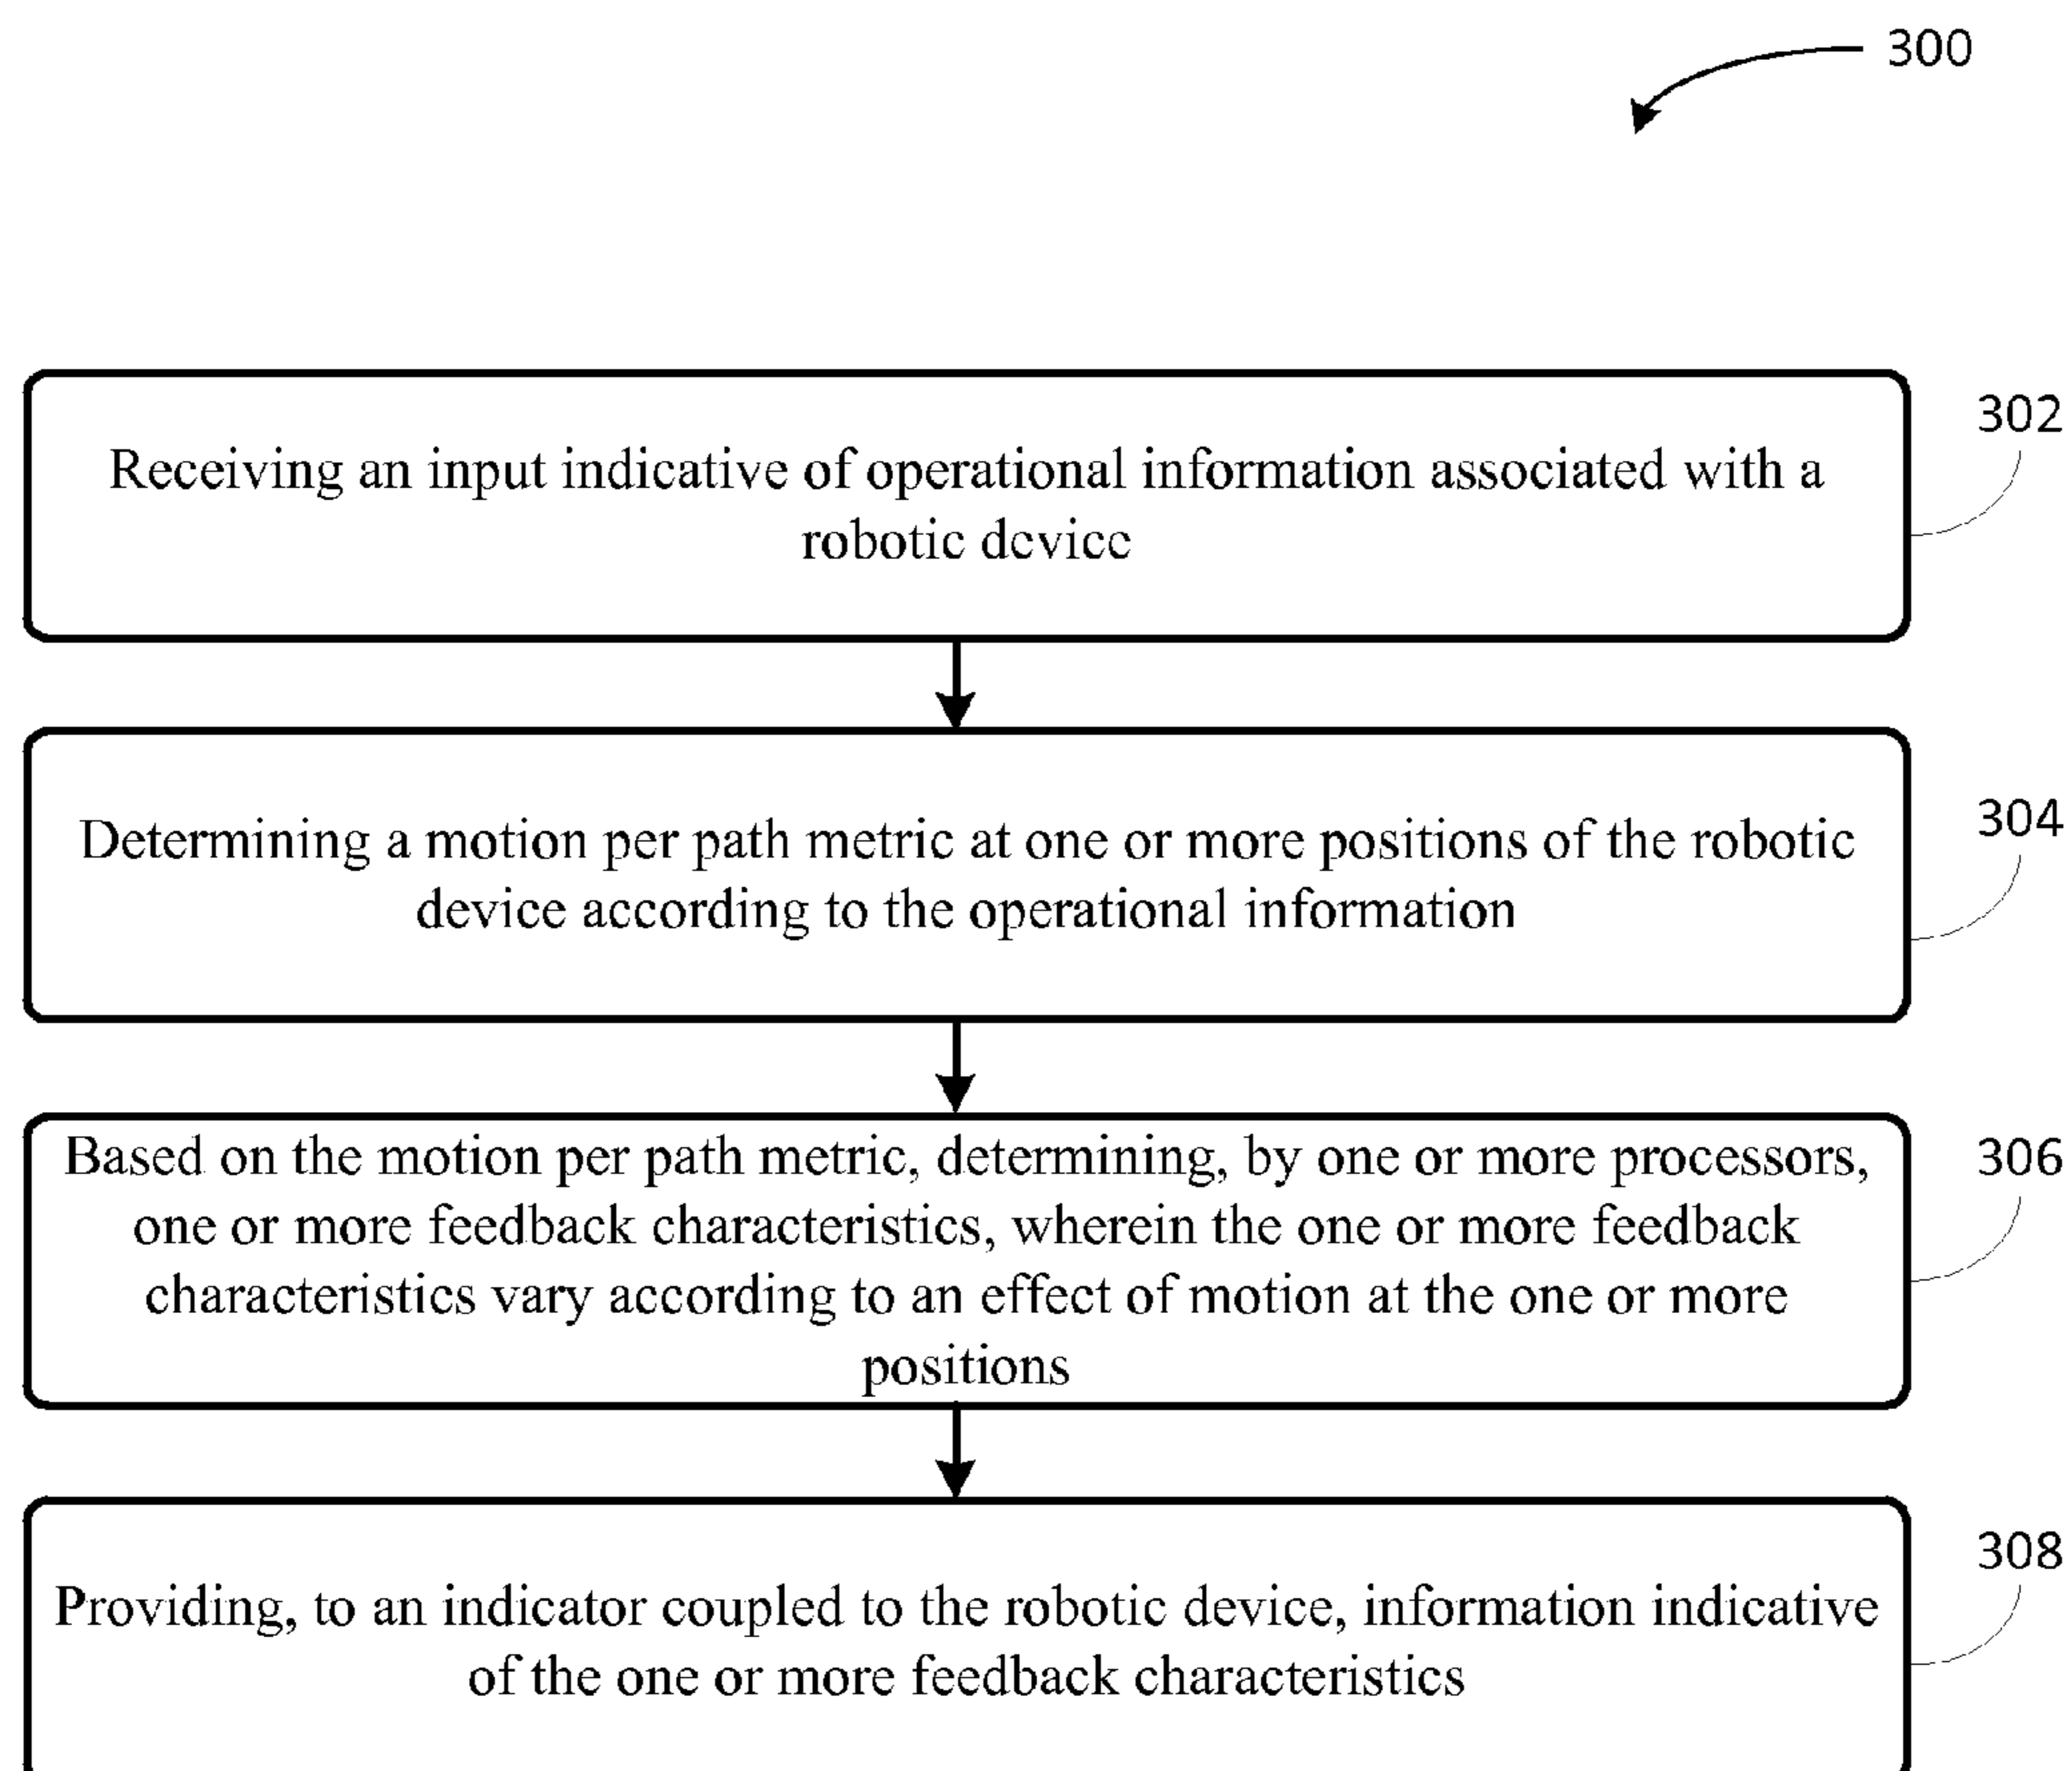 300
302
Receiving an input indicative of operational information associated with a
robotic device
304
Determining a motion per path metric at one or more positions of the robotic
device according to the operational information
306
Based on the motion per path metric, determining, by one or more processors,
one or more feedback characteristics, wherein the one or more feedback
characteristics vary according to an effect of motion at the one or more
positions
308
Providing, to an indicator coupled to the robotic device, information indicative
of the one or more feedback characteristics